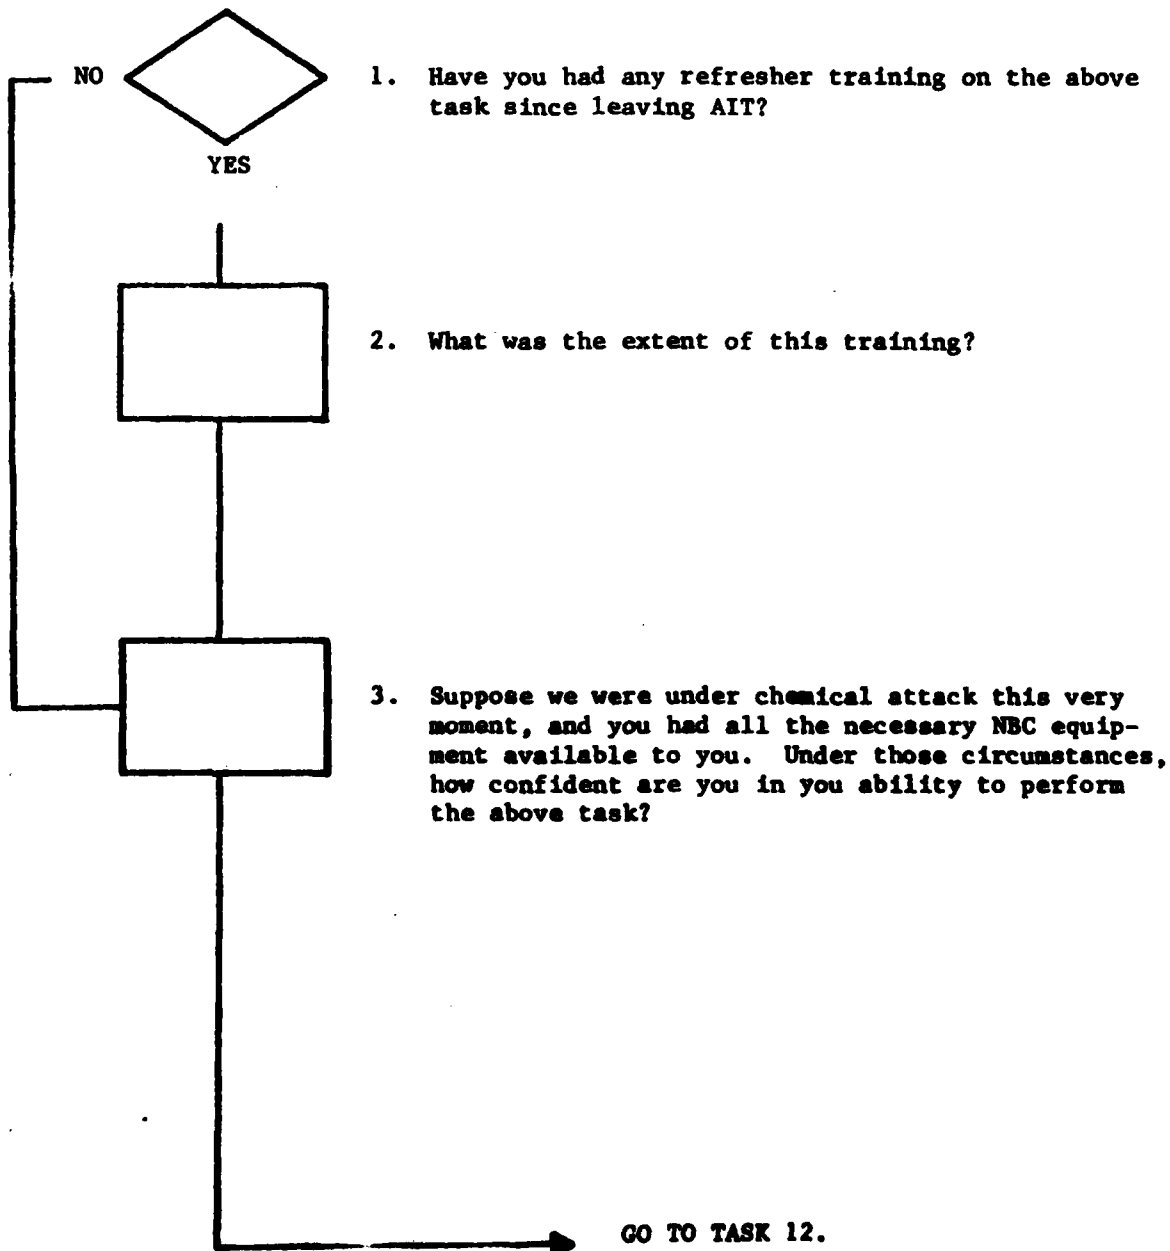 NO
1. Have you had any refresher training on the above
task since leaving AIT?
YES
2. What was the extent of this training?
3. Suppose we were under chemical attack this very
moment, and you had all the necessary NBC equip-
ment available to you. Under those circumstances,
how confident are you in you ability to perform
the above task?
GO TO TASK 12.